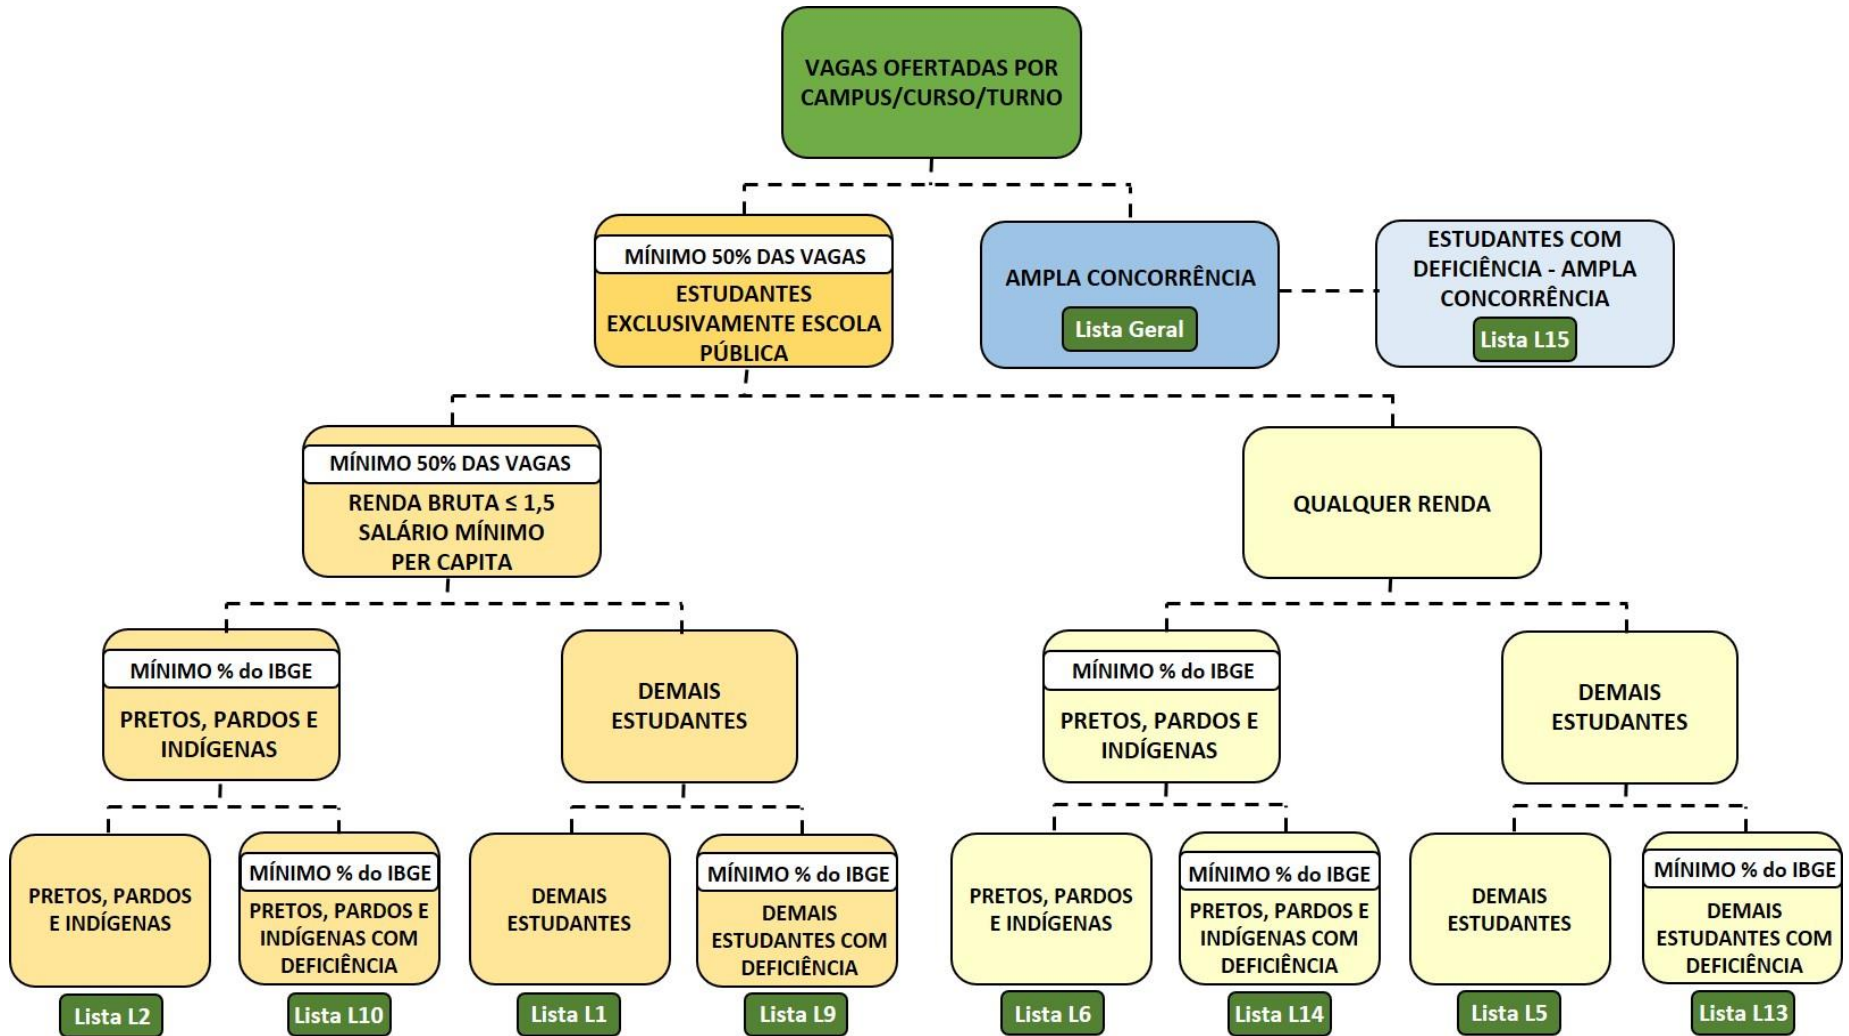 VAGAS OFERTADAS POR
CAMPUS/CURSO/TURNO
MÍNIMO 50% DAS VAGAS
ESTUDANTES
EXCLUSIVAMENTE ESCOLA
PÚBLICA
AMPLA CONCORRÊNCIA
Lista Geral
ESTUDANTES COM
DEFICIÊNCIA - AMPLA
CONCORRÊNCIA
Lista L15
MÍNIMO 50% DAS VAGAS
RENDA BRUTA ≤ 1,5
SALÁRIO MÍNIMO
PER CAPITA
QUALQUER RENDA
MÍNIMO % do IBGE
PRETOS, PARDOS E
INDÍGENAS
DEMAIS
ESTUDANTES
MÍNIMO % do IBGE
PRETOS, PARDOS E
INDÍGENAS
DEMAIS
ESTUDANTES
PRETOS, PARDOS
E INDÍGENAS
Lista L2
MÍNIMO % do IBGE
PRETOS, PARDOS E
INDÍGENAS COM
DEFICIÊNCIA
Lista L10
DEMAIS
ESTUDANTES
Lista L1
MÍNIMO % do IBGE
DEMAIS
ESTUDANTES COM
DEFICIÊNCIA
Lista L9
PRETOS, PARDOS
E INDÍGENAS
Lista L6
MÍNIMO % do IBGE
PRETOS, PARDOS E
INDÍGENAS COM
DEFICIÊNCIA
Lista L14
DEMAIS
ESTUDANTES
Lista L5
MÍNIMO % do IBGE
DEMAIS
ESTUDANTES COM
DEFICIÊNCIA
Lista L13